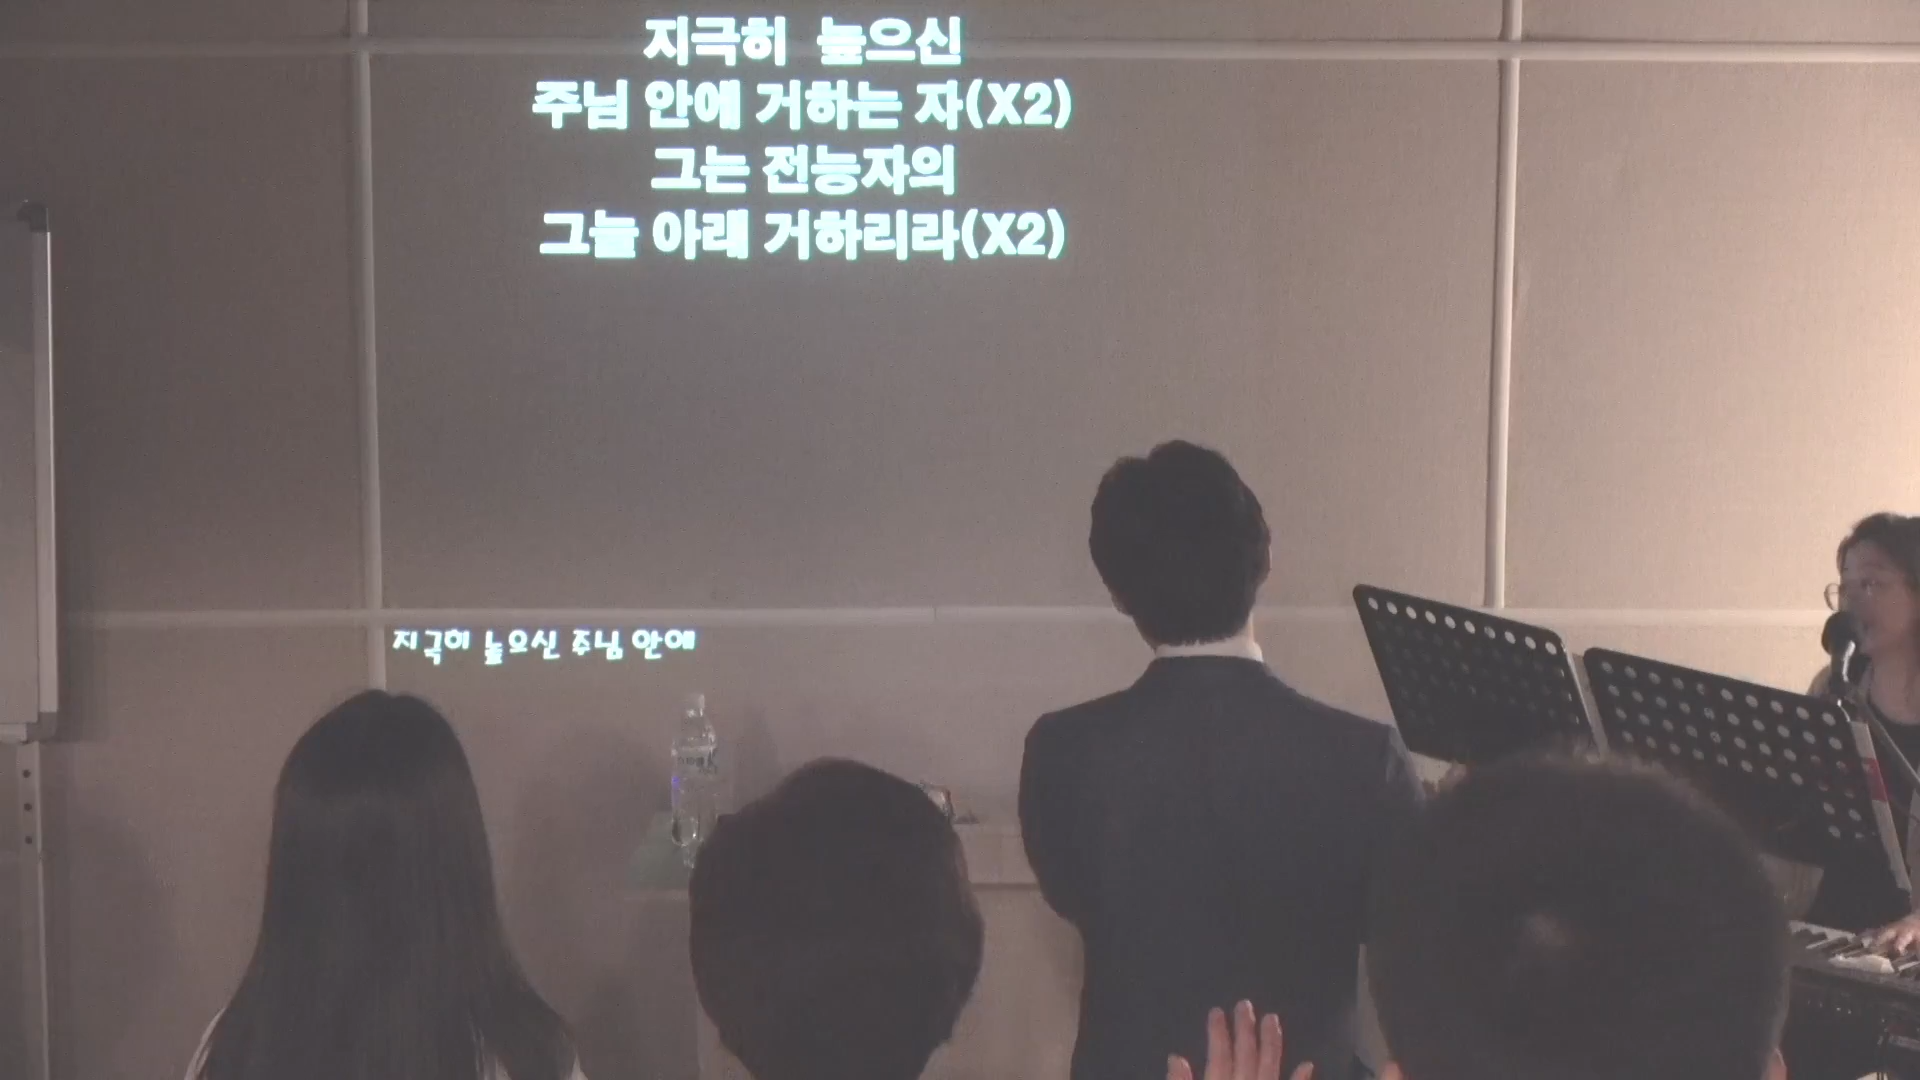 지극히 높으신
주님 안에 거하는 자(X2)
그는 전능자의
그늘 아래 거하리라(X2)
지극히 높으신 주님 안에